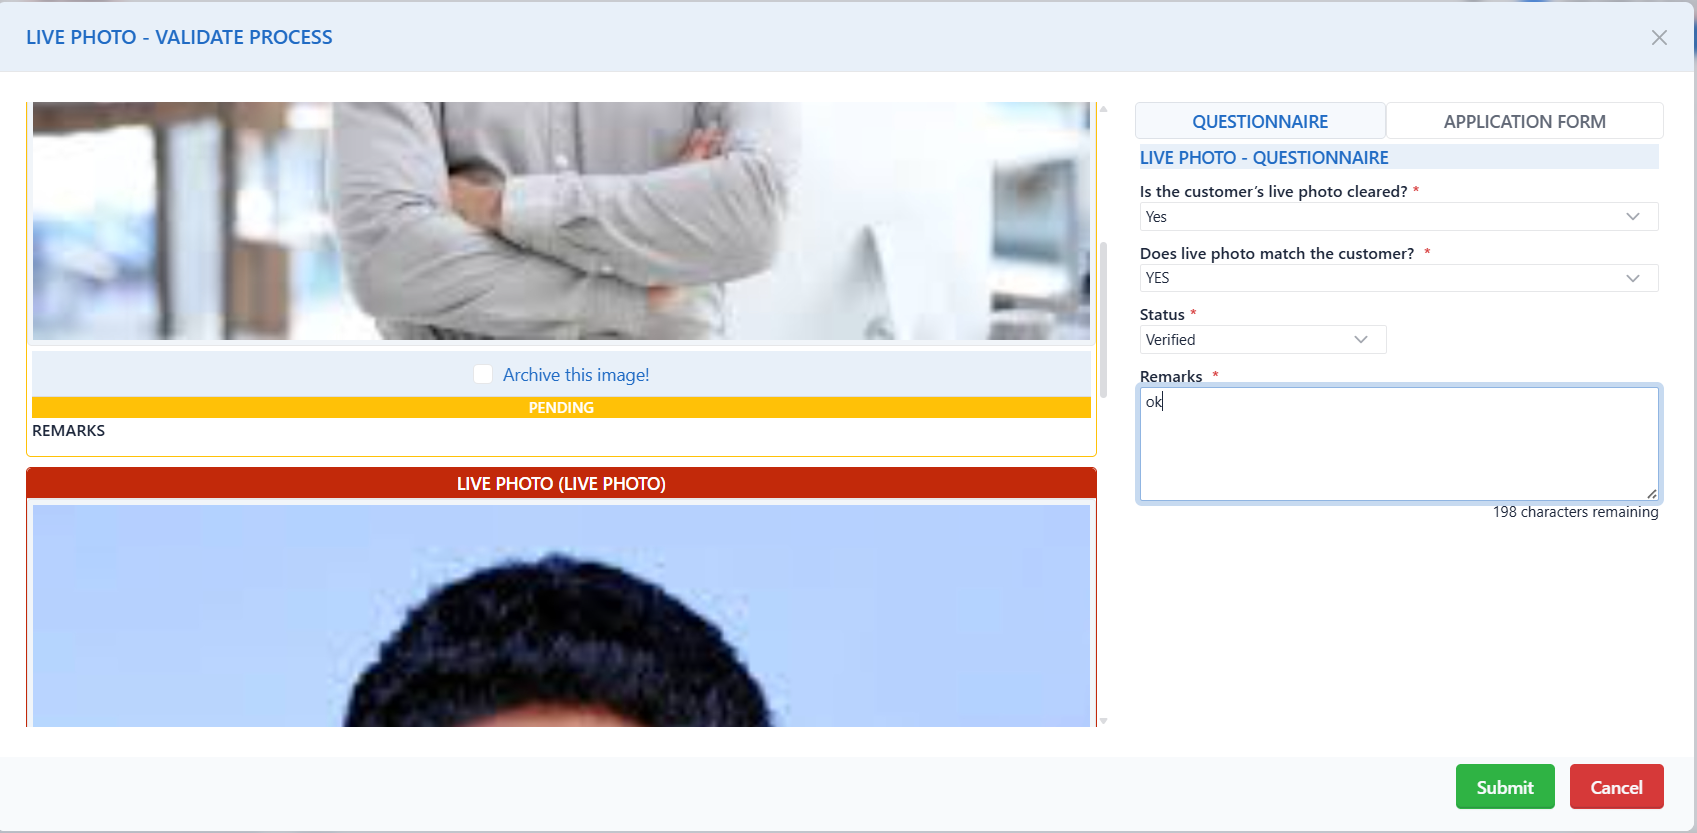 LIVE PHOTO - VALIDATE PROCESS
Archive this image!
PENDING
REMARKS
LIVE PHOTO (LIVE PHOTO)
QUESTIONNAIRE
APPLICATION FORM
LIVE PHOTO - QUESTIONNAIRE
Is the customer’s live photo cleared? *
Yes
Does live photo match the customer? *
YES
Status *
Verified
Remarks *
ok
198 characters remaining
Submit
Cancel